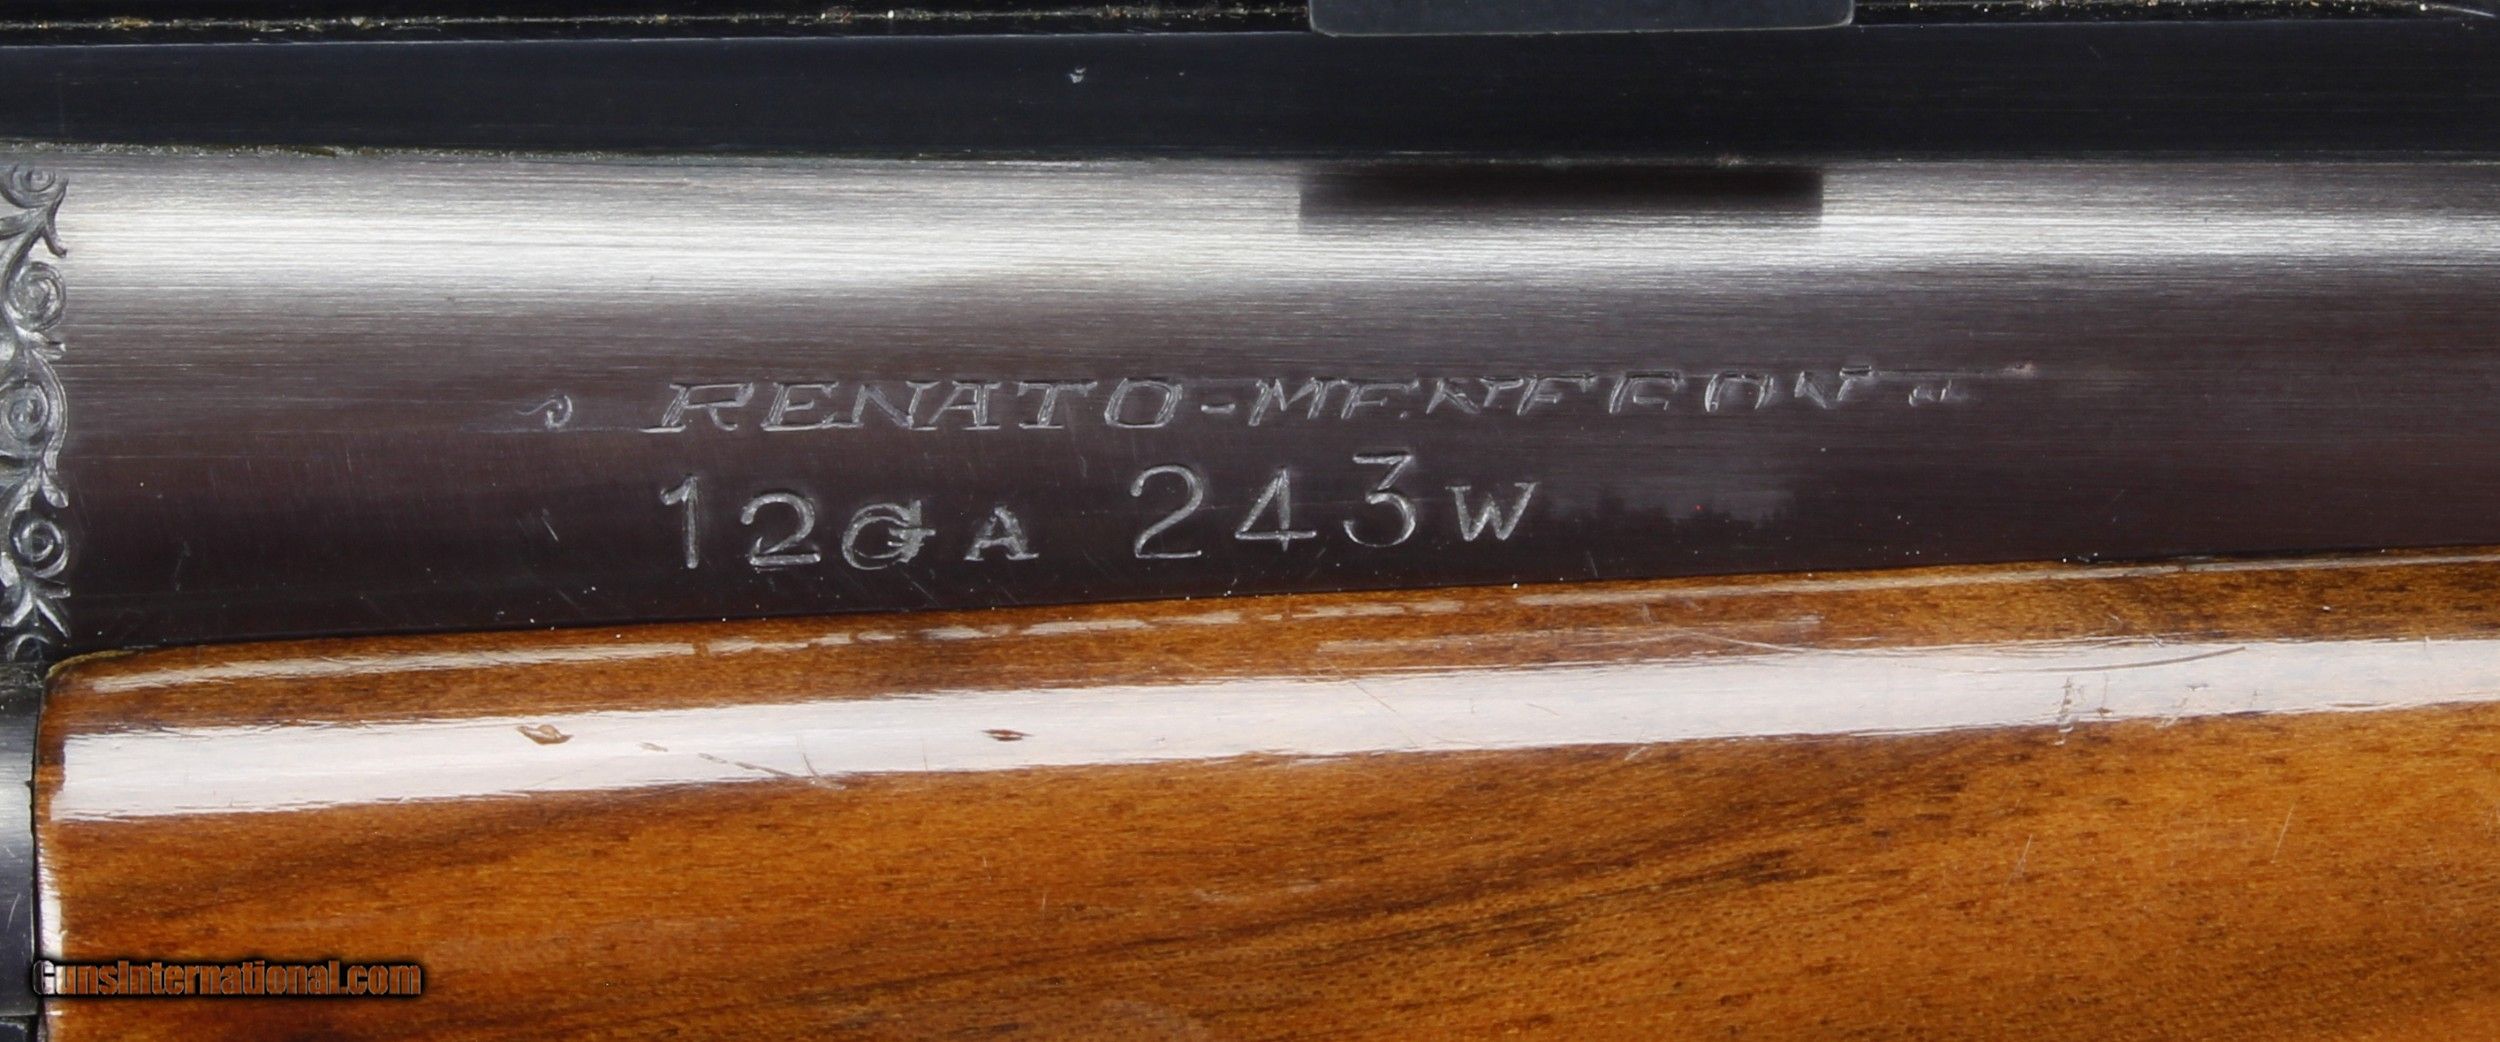 RENATO-
12GA 243W
GunsInternational.com